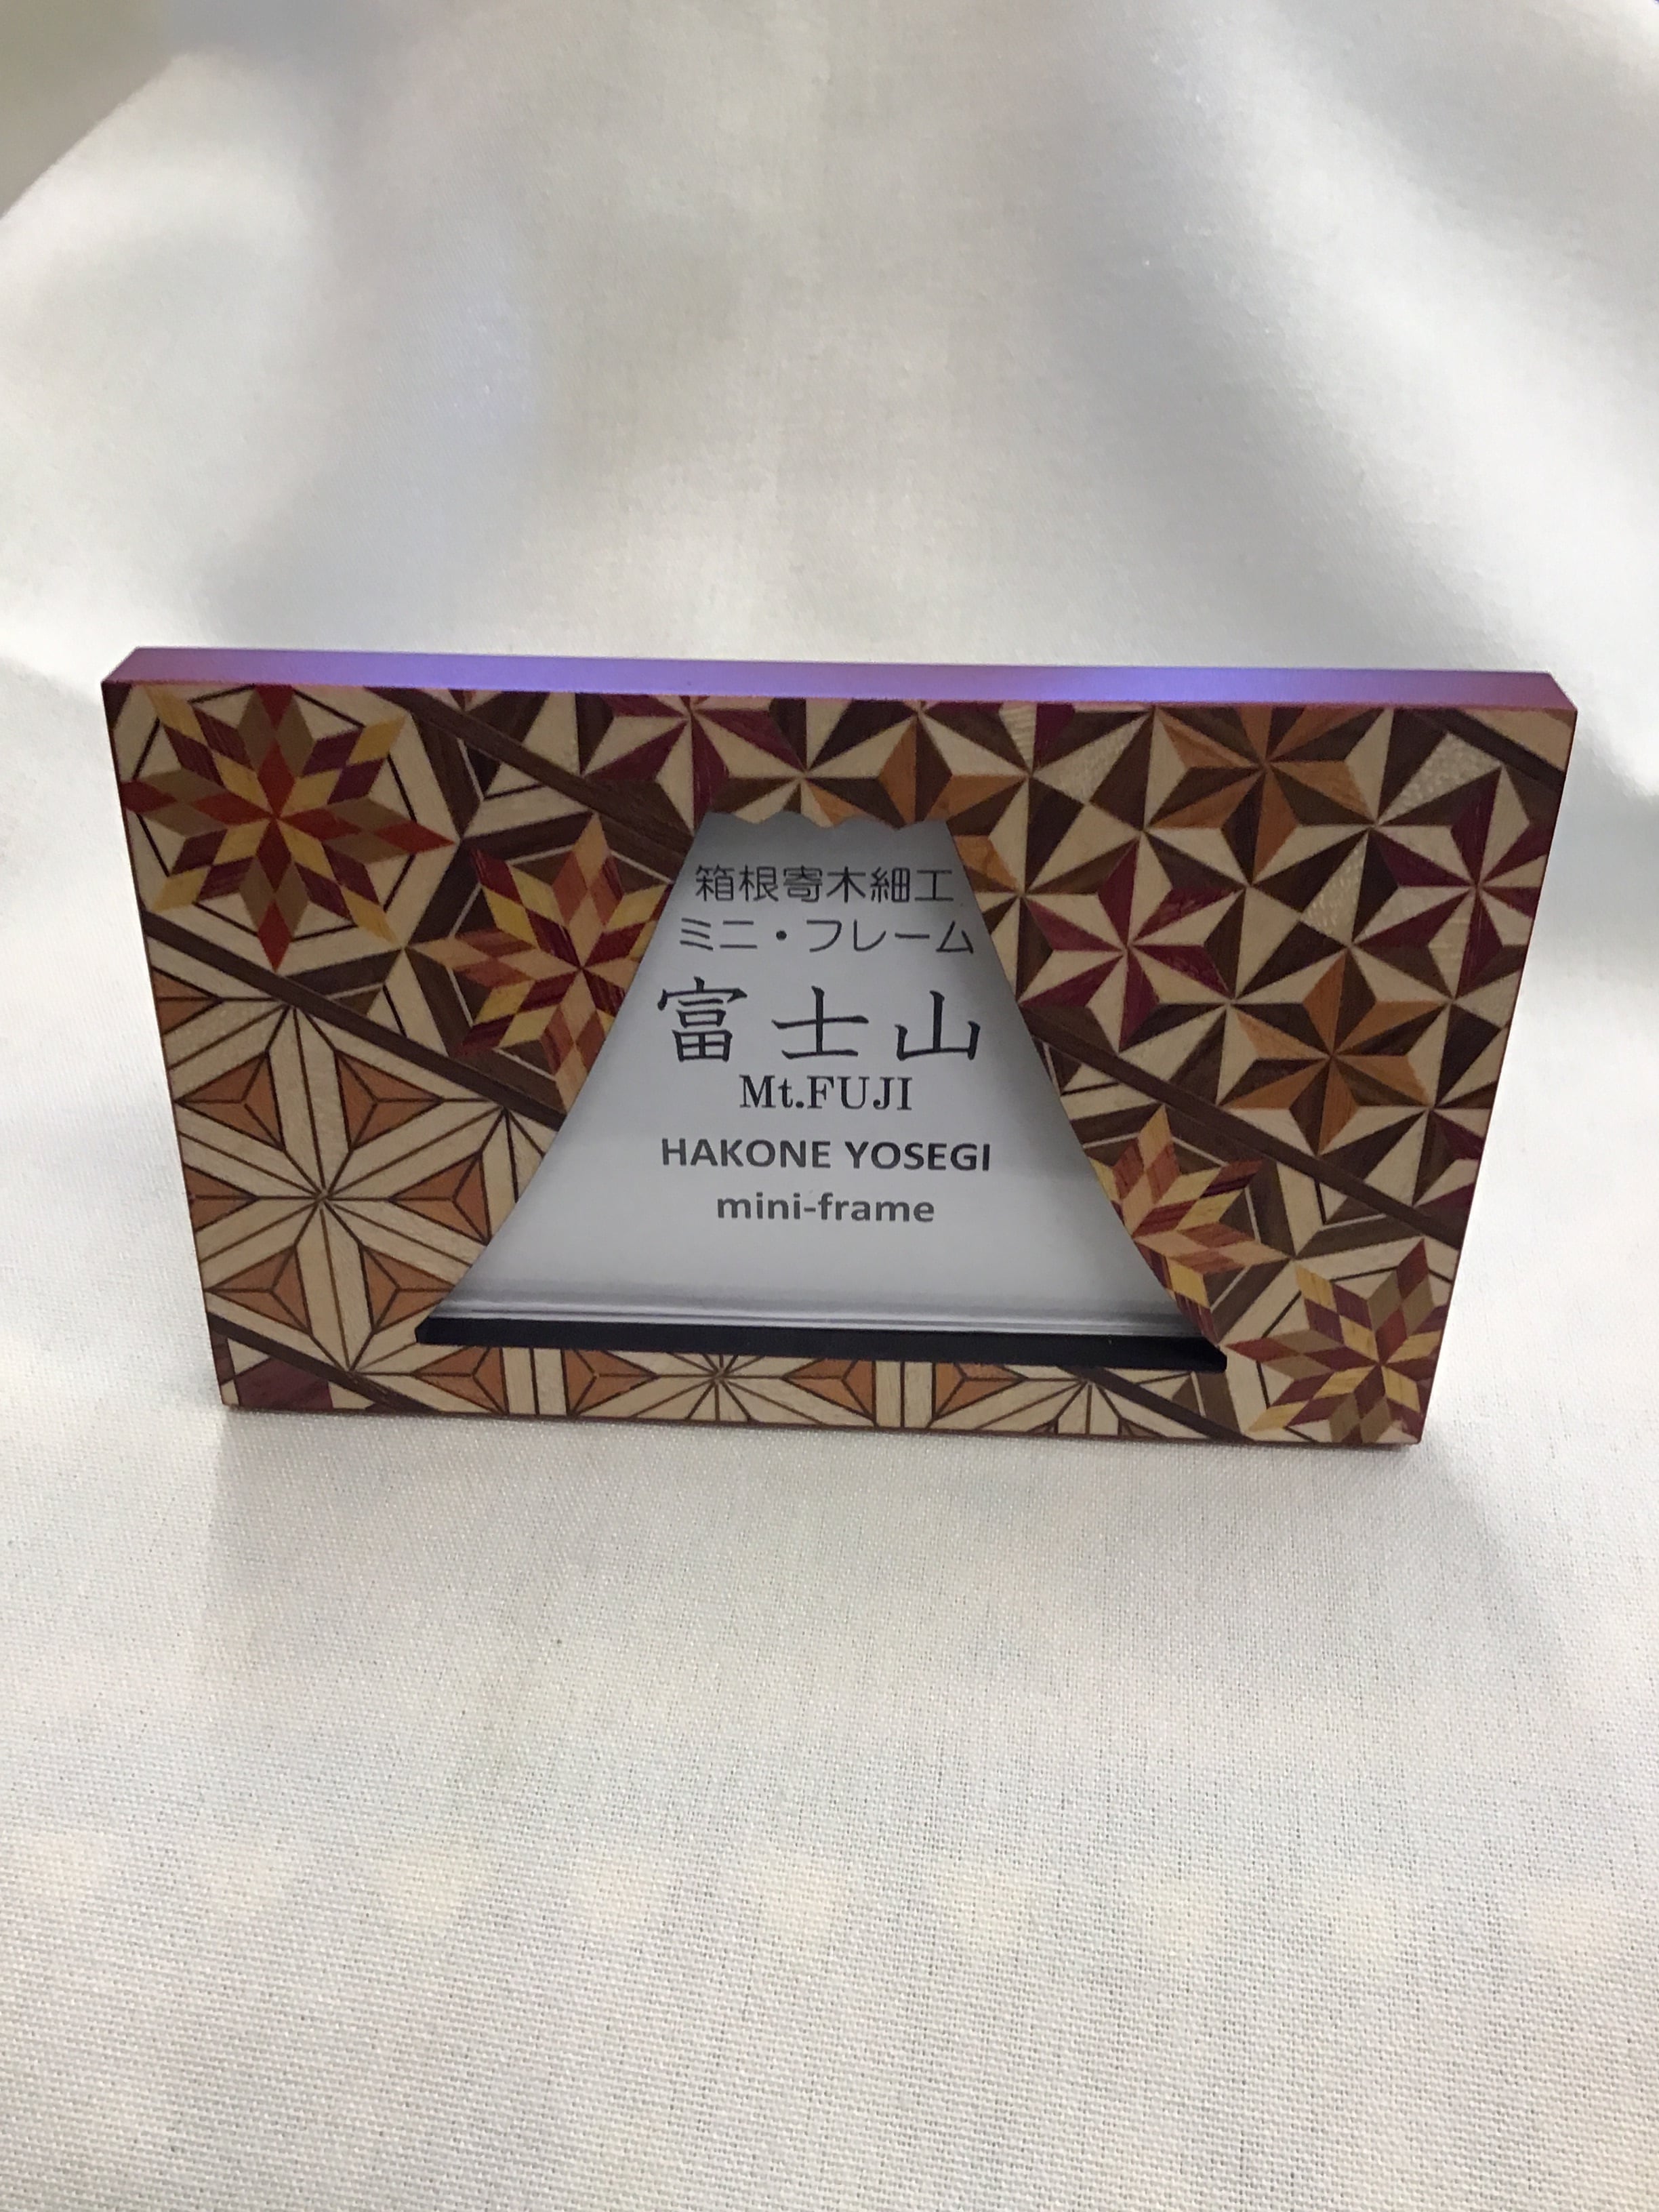 箱根寄木細工
ミニ・フレーム
富士山
Mt.FUJI
HAKONE YOSEGI
mini-frame